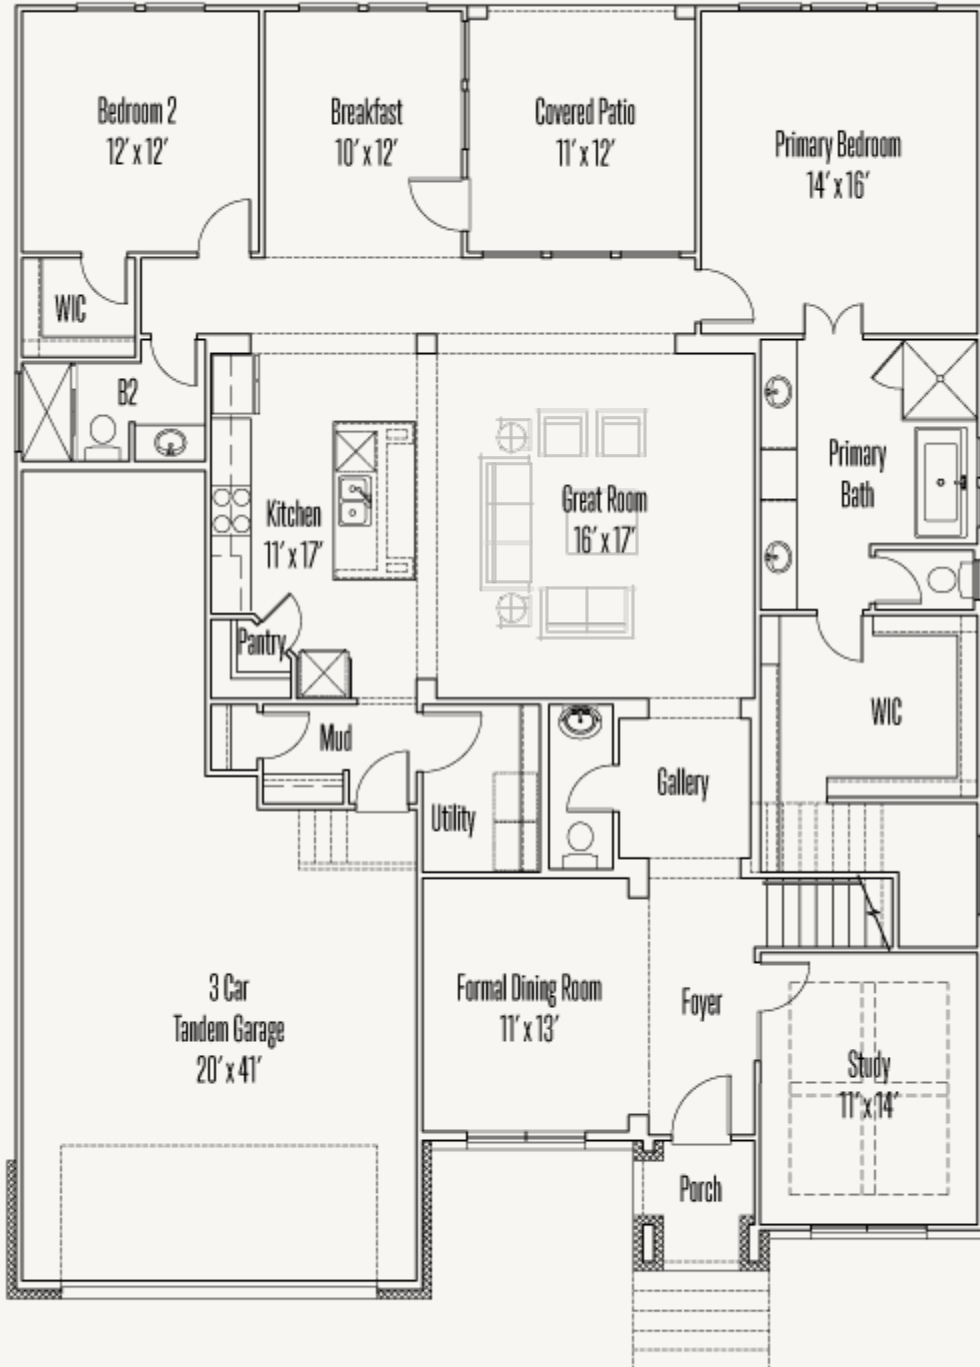 Bedroom 2
12' x 12'
Breakfast
10' x 12'
Covered Patio
11' x 12'
Primary Bedroom
14' x 16'
WIC
B2
Kitchen
11' x 17'
Great Room
16' x 17'
Primary
Bath
Pantry
Mud
Utility
Gallery
WIC
3 Car
Tandem Garage
20' x 41'
Formal Dining Room
11' x 13'
Foyer
Study
11' x 14'
Porch